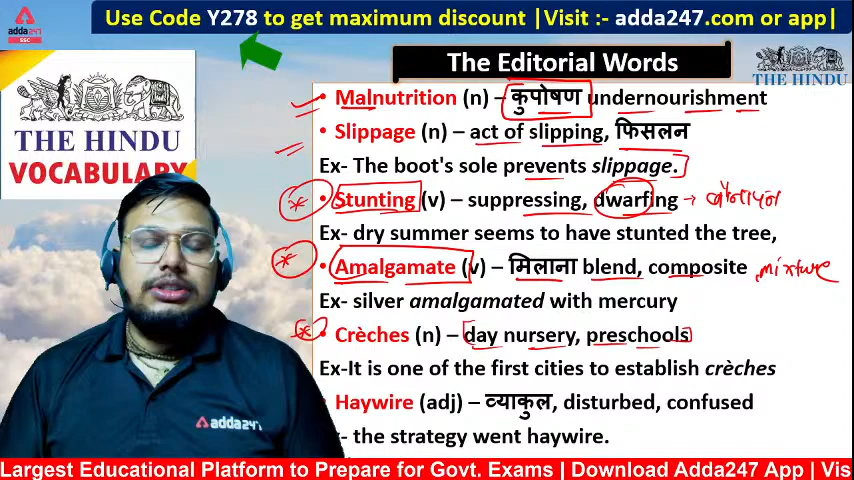 adda247
SSC
Use Code Y278 to get maximum discount |Visit :- adda247.com or app|
The Editorial Words
THE HINDU
THE HINDU
VOCABULARY
• Malnutrition (n) – कुपोषण undernourishment
• Slippage (n) – act of slipping, फिसलन
Ex- The boot's sole prevents slippage.
• Stunting (v) – suppressing, dwarfing
Ex- dry summer seems to have stunted the tree,
• Amalgamate (v) – मिलाना blend, composite , mixture
Ex- silver amalgamated with mercury
• Crèches (n) – day nursery, preschools
Ex-It is one of the first cities to establish crèches
• Haywire (adj) – व्याकुल, disturbed, confused
- the strategy went haywire.
adda247
Largest Educational Platform to Prepare for Govt. Exams | Download Adda247 App | Vis